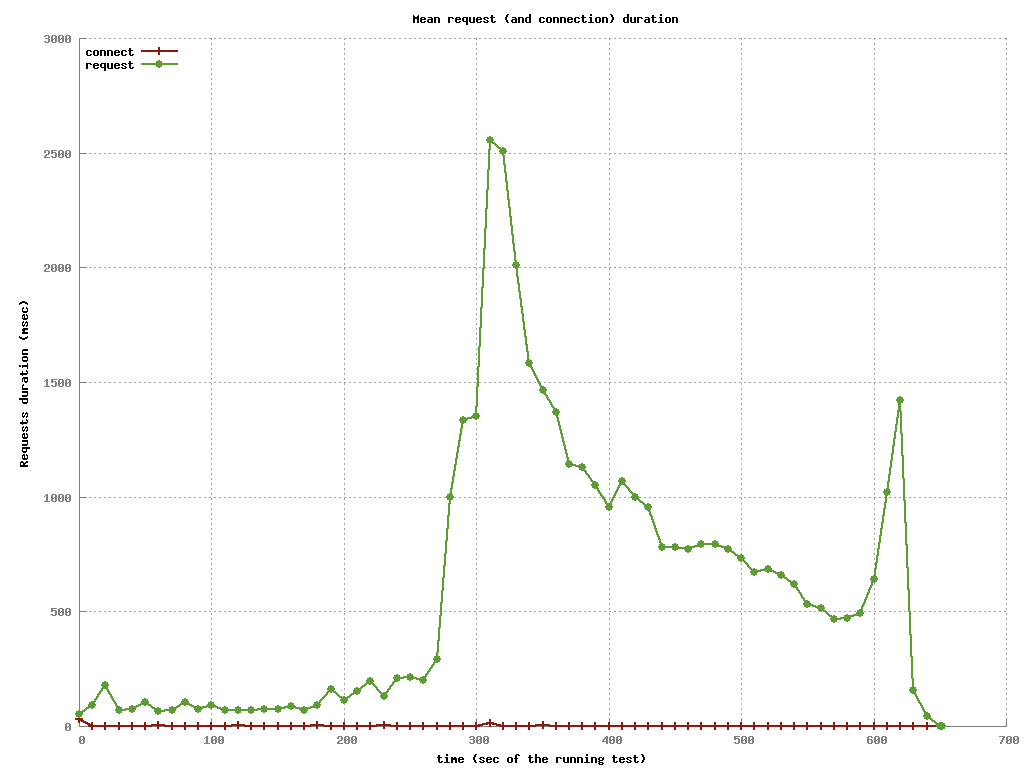 Mean request (and connection) duration
3000
connect
request
2500
2000
1500
1000
500
0
0 100 200 300 400 500 600 700
Requests duration (msec)
time (sec of the running test)